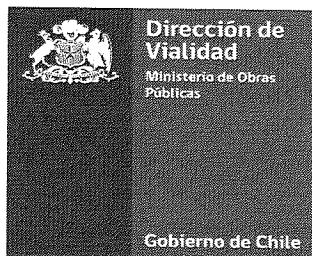 Dirección de
Vialidad
Ministerio de Obras
Públicas
Gobierno de Chile